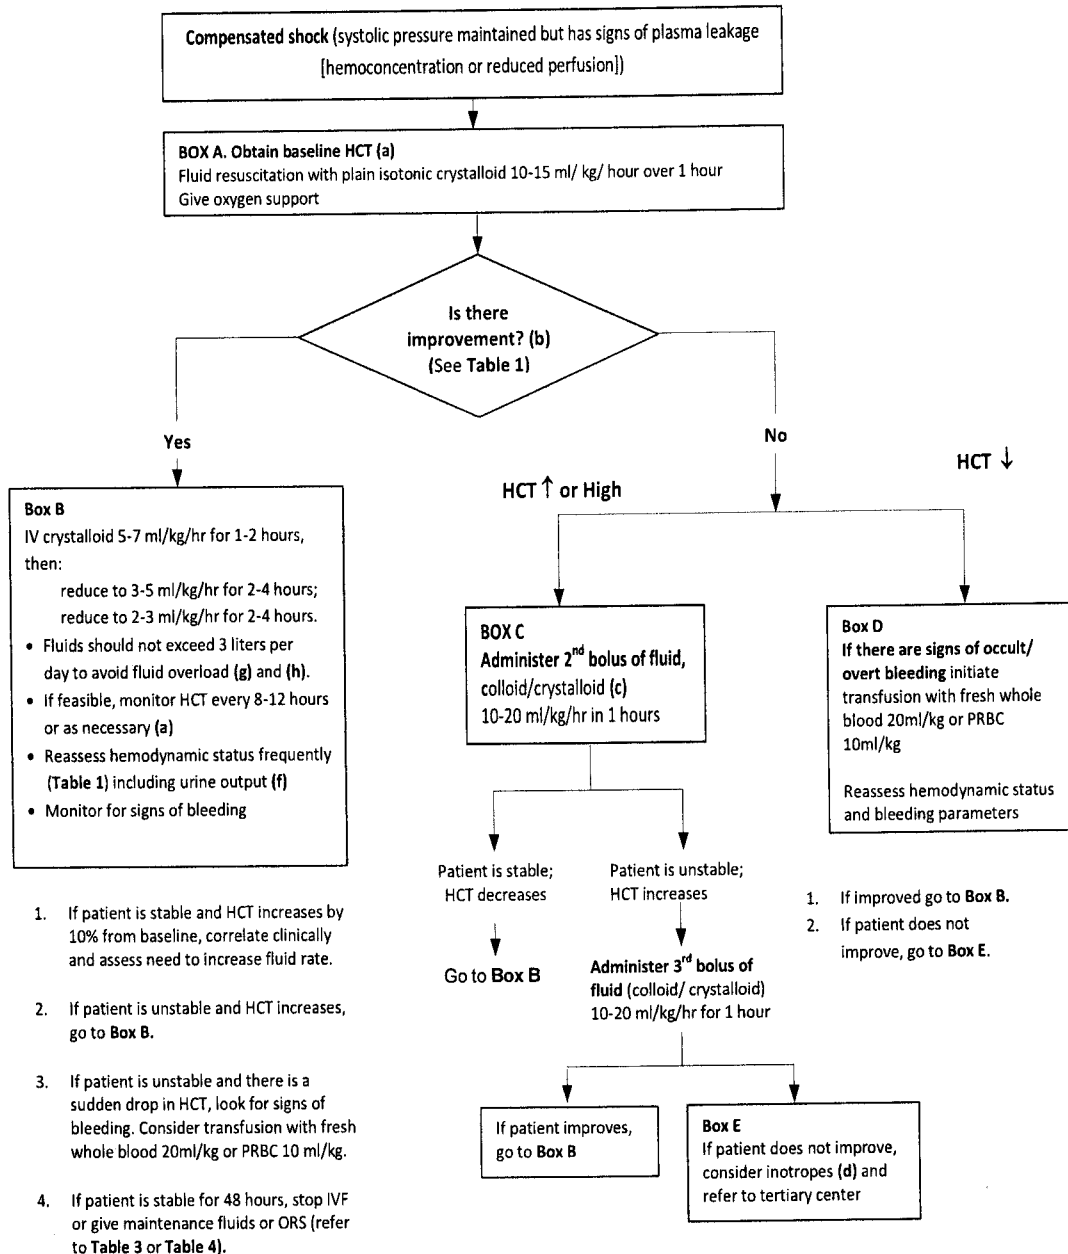 Compensated shock (systolic pressure maintained but has signs of plasma leakage
[hemoconcentration or reduced perfusion])
BOX A. Obtain baseline HCT (a)
Fluid resuscitation with plain isotonic crystalloid 10-15 ml/ kg/ hour over 1 hour
Give oxygen support
Is there
improvement? (b)
(See Table 1)
Yes
No
HCT ↑ or High
HCT ↓
Box B
IV crystalloid 5-7 ml/kg/hr for 1-2 hours,
then:
reduce to 3-5 ml/kg/hr for 2-4 hours;
reduce to 2-3 ml/kg/hr for 2-4 hours.
• Fluids should not exceed 3 liters per
day to avoid fluid overload (g) and (h).
• If feasible, monitor HCT every 8-12 hours
or as necessary (a)
• Reassess hemodynamic status frequently
(Table 1) including urine output (f)
• Monitor for signs of bleeding
1. If patient is stable and HCT increases by
10% from baseline, correlate clinically
and assess need to increase fluid rate.
2. If patient is unstable and HCT increases,
go to Box B.
3. If patient is unstable and there is a
sudden drop in HCT, look for signs of
bleeding. Consider transfusion with fresh
whole blood 20ml/kg or PRBC 10 ml/kg.
4. If patient is stable for 48 hours, stop IVF
or give maintenance fluids or ORS (refer
to Table 3 or Table 4).
BOX C
Administer 2nd bolus of fluid,
colloid/crystalloid (c)
10-20 ml/kg/hr in 1 hours
Patient is stable;
HCT decreases
Go to Box B
Patient is unstable;
HCT increases
Administer 3rd bolus of
fluid (colloid/ crystalloid)
10-20 ml/kg/hr for 1 hour
If patient improves,
go to Box B
Box E
If patient does not improve,
consider inotropes (d) and
refer to tertiary center
Box D
If there are signs of occult/
overt bleeding initiate
transfusion with fresh whole
blood 20ml/kg or PRBC
10ml/kg
Reassess hemodynamic status
and bleeding parameters
1. If improved go to Box B.
2. If patient does not
improve, go to Box E.